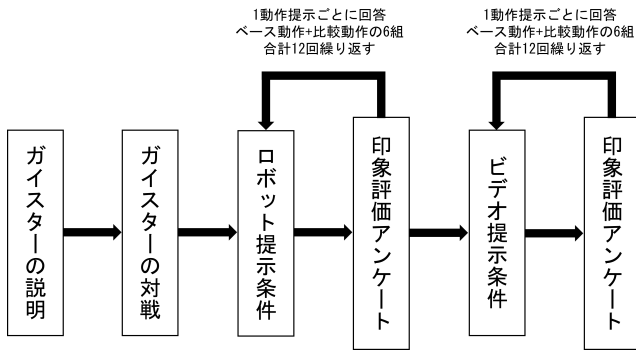 1動作提示ごとに回答
ベース動作+比較動作の6組
合計12回繰り返す
1動作提示ごとに回答
ベース動作+比較動作の6組
合計12回繰り返す
ガイスターの説明
ガイスターの対戦
ロボット提示条件
印象評価アンケート
ビデオ提示条件
印象評価アンケート